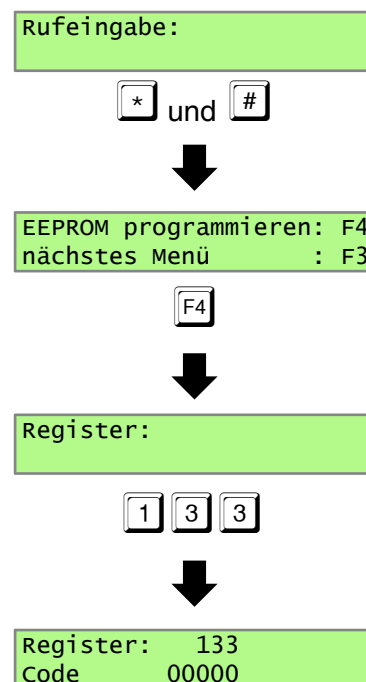 Rufeingabe:
* und #
EEPROM programmieren: F4
nächstes Menü : F3
F4
Register:
1 3 3
Register: 133
Code 00000